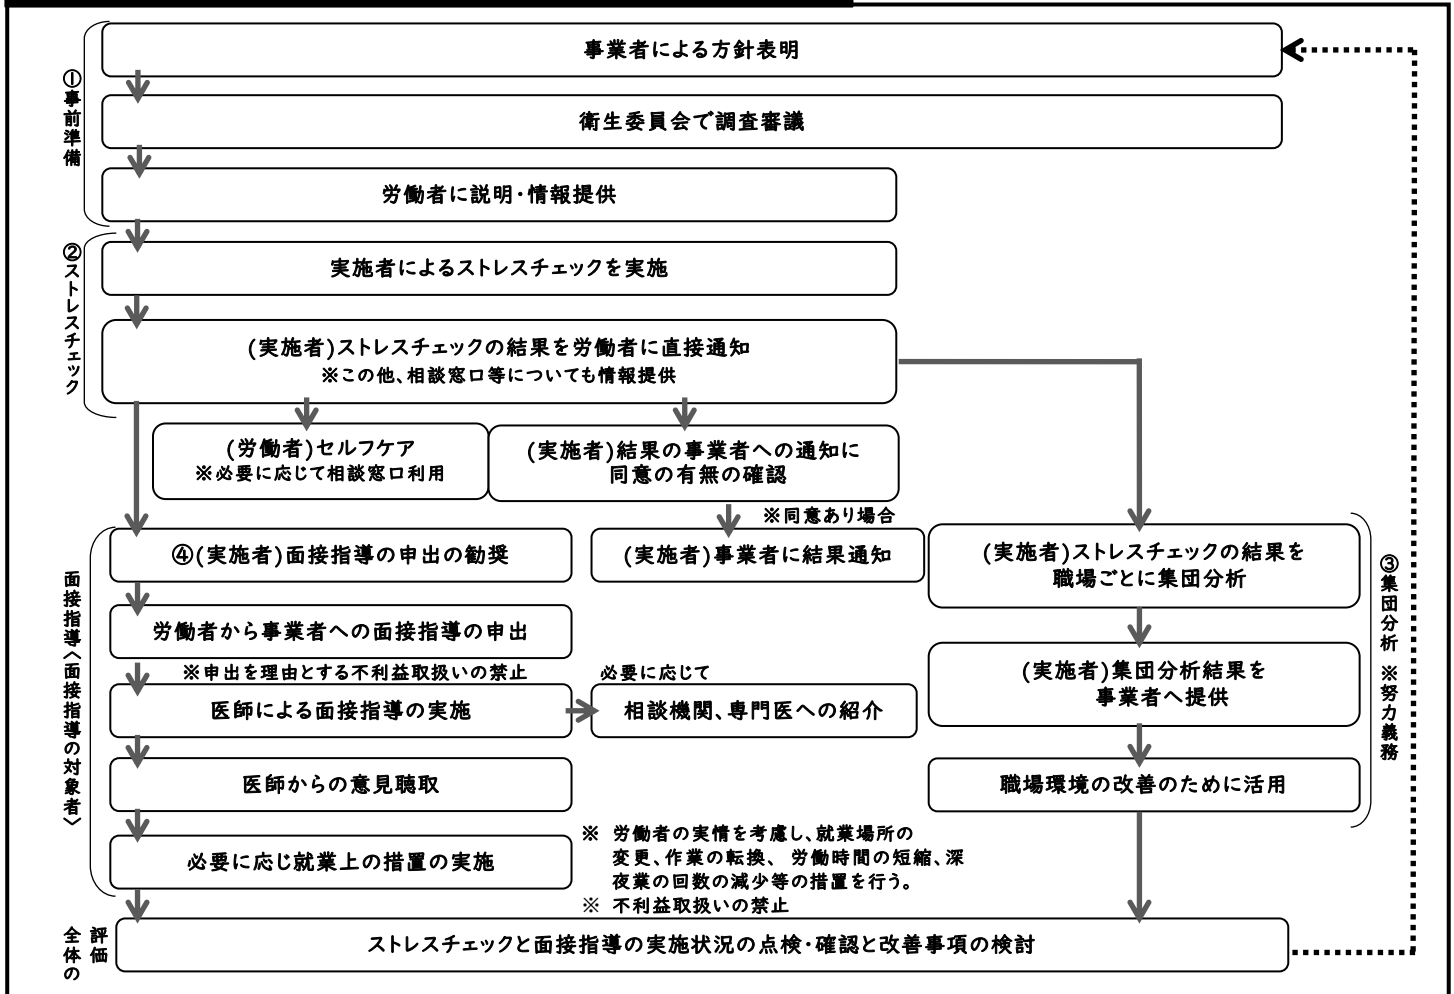 ①事前準備
事業者による方針表明
衛生委員会で調査審議
労働者に説明・情報提供
②ストレスチェック
実施者によるストレスチェックを実施
(実施者)ストレスチェックの結果を労働者に直接通知
※この他、相談窓口等についても情報提供
(労働者)セルフケア
※必要に応じて相談窓口利用
(実施者)結果の事業者への通知に
同意の有無の確認
※同意あり場合
面接指導〈面接指導の対象者〉
④(実施者)面接指導の申出の勧奨
(実施者)事業者に結果通知
労働者から事業者への面接指導の申出
※申出を理由とする不利益取扱いの禁止
医師による面接指導の実施
必要に応じて
相談機関、専門医への紹介
医師からの意見聴取
必要に応じ就業上の措置の実施
※ 労働者の実情を考慮し、就業場所の
変更、作業の転換、 労働時間の短縮、深
夜業の回数の減少等の措置を行う。
※ 不利益取扱いの禁止
③集団分析 ※努力義務
(実施者)ストレスチェックの結果を
職場ごとに集団分析
(実施者)集団分析結果を
事業者へ提供
職場環境の改善のために活用
評価
全体の
ストレスチェックと面接指導の実施状況の点検・確認と改善事項の検討